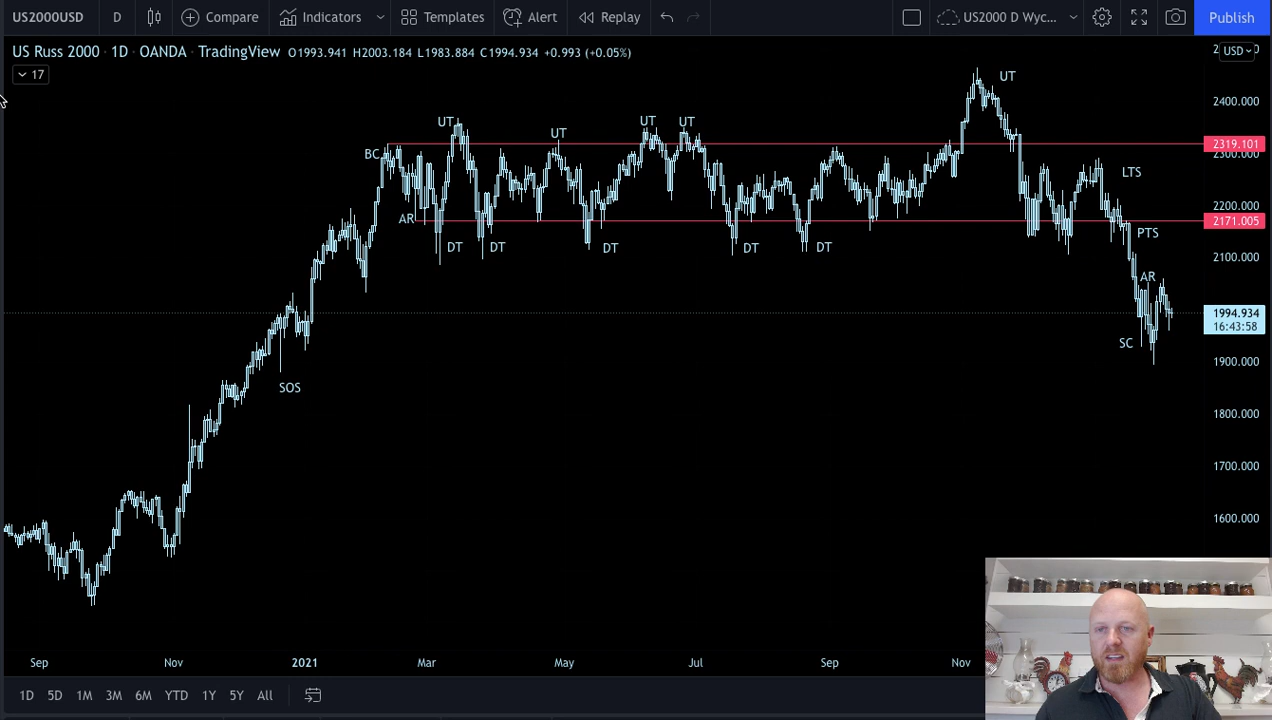 US2000USD D Compare Indicators Templates Alert Replay US2000 D Wyc... Publish
US Russ 2000 · 1D · OANDA · TradingView O1993.941 H2003.184 L1983.884 C1994.934 +0.993 (+0.05%)
USD
17
UT
2400.000
UT UT UT
UT
2319.101
BC
2300.000
LTS
2200.000
AR
2171.005
PTS
DT DT DT DT DT
2100.000
AR
1994.934
16:43:58
SC
1900.000
SOS
1800.000
1700.000
1600.000
Sep Nov 2021 Mar May Jul Sep Nov
1D 5D 1M 3M 6M YTD 1Y 5Y All